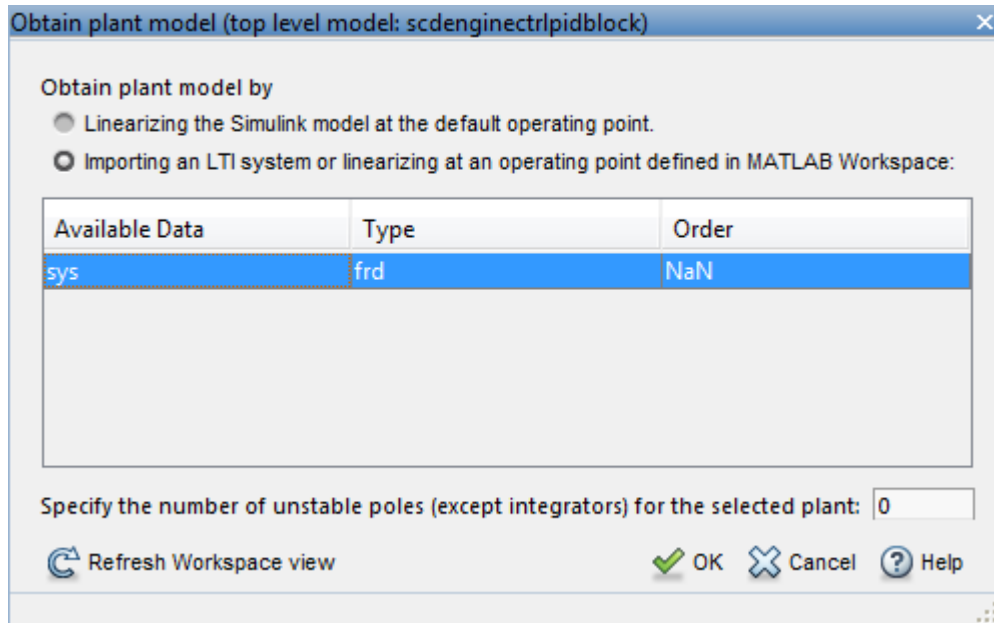 Obtain plant model (top level model: scdenginectrlpidblock)
Obtain plant model by
Linearizing the Simulink model at the default operating point.
Importing an LTI system or linearizing at an operating point defined in MATLAB Workspace:
Available Data Type Order
sys frd NaN
Specify the number of unstable poles (except integrators) for the selected plant: 0
Refresh Workspace view OK Cancel Help